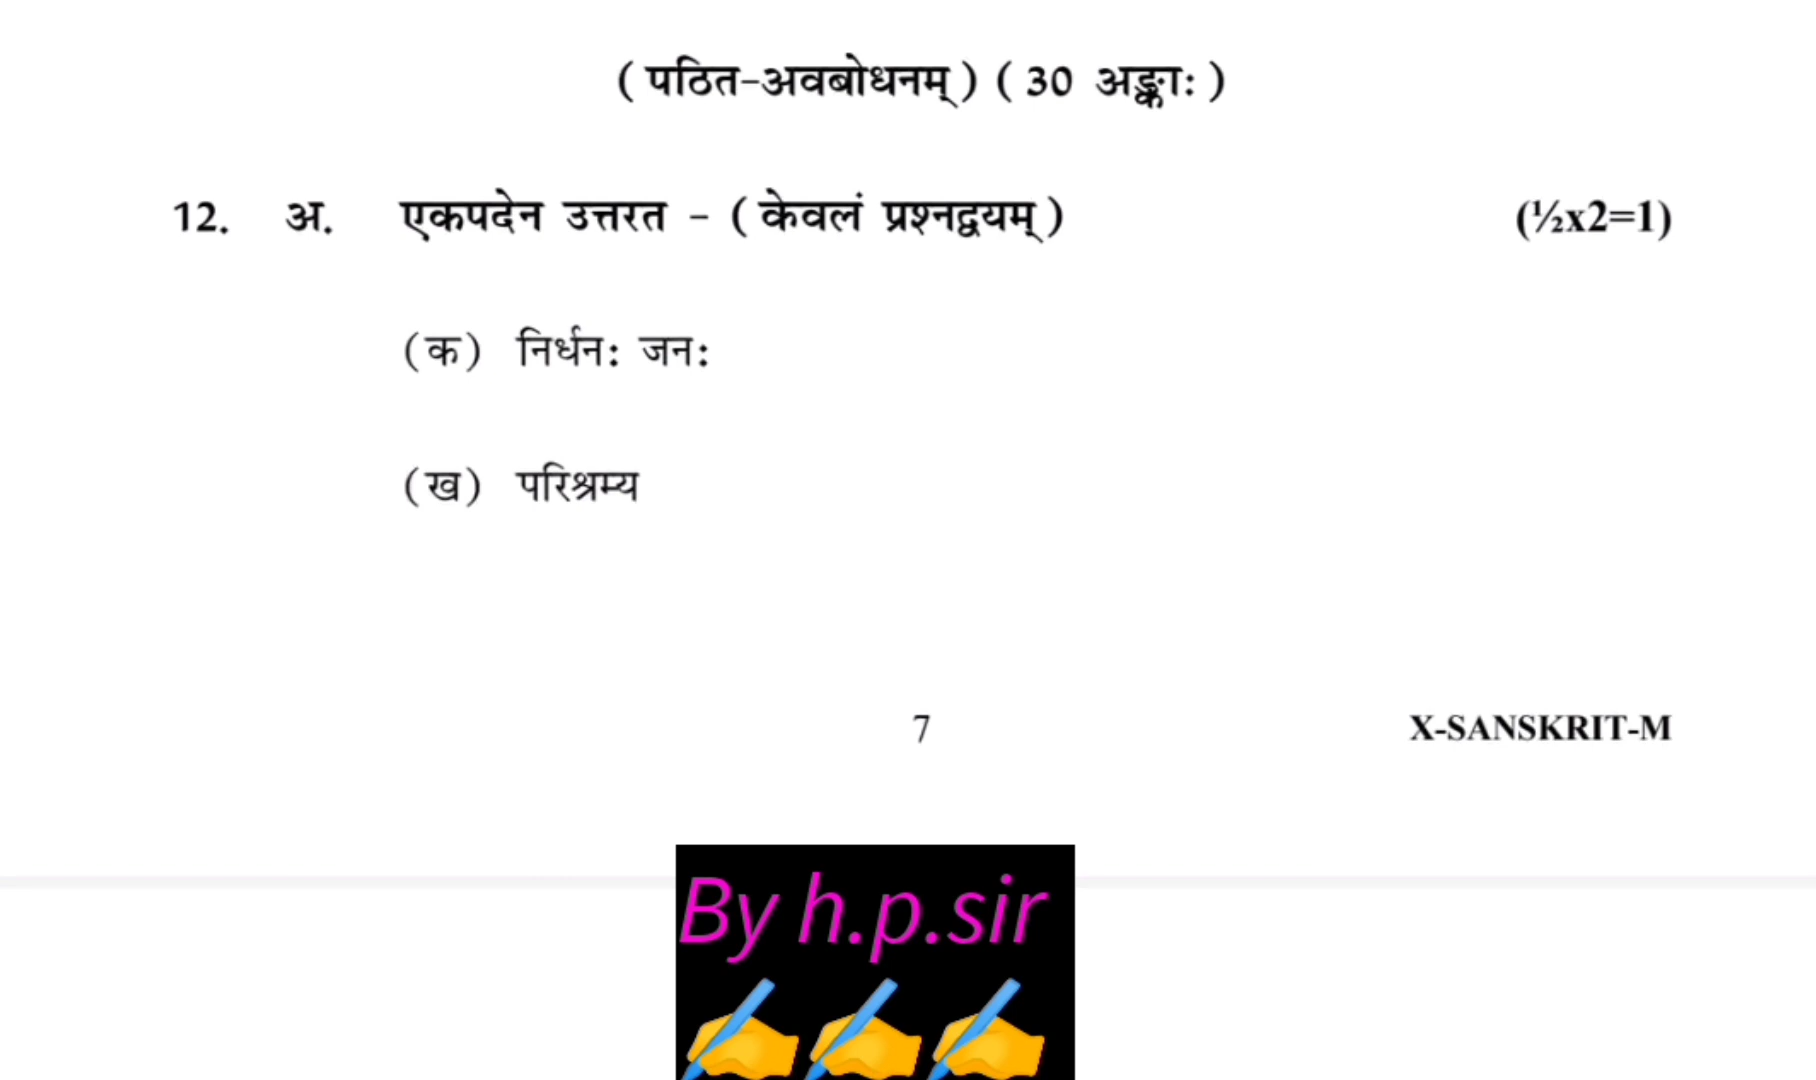 ( पठित-अवबोधनम् ) ( 30 अङ्काः )
12. अ. एकपदेन उत्तरत - ( केवलं प्रश्नद्वयम् ) (½x2=1)
(क) निर्धन: जन:
(ख) परिश्रम्य
7 X-SANSKRIT-M
By h.p.sir